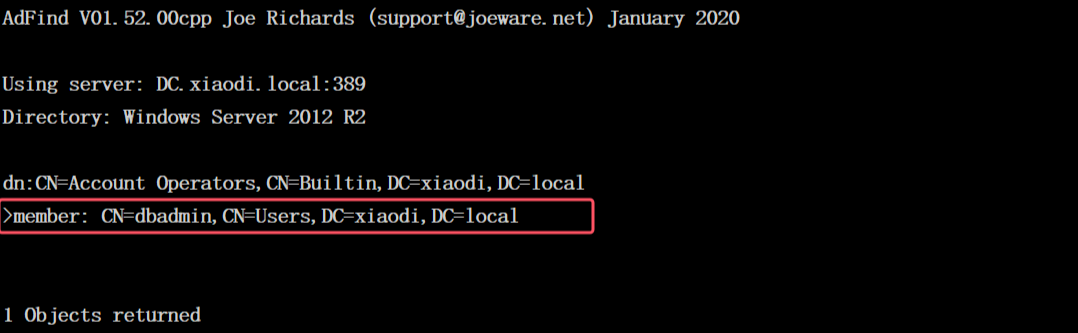 AdFind V01.52.00cpp Joe Richards (support@joeware.net) January 2020
Using server: DC.xiaodi.local:389
Directory: Windows Server 2012 R2
dn:CN=Account Operators,CN=Builtin,DC=xiaodi,DC=local
>member: CN=dbadmin,CN=Users,DC=xiaodi,DC=local
1 Objects returned